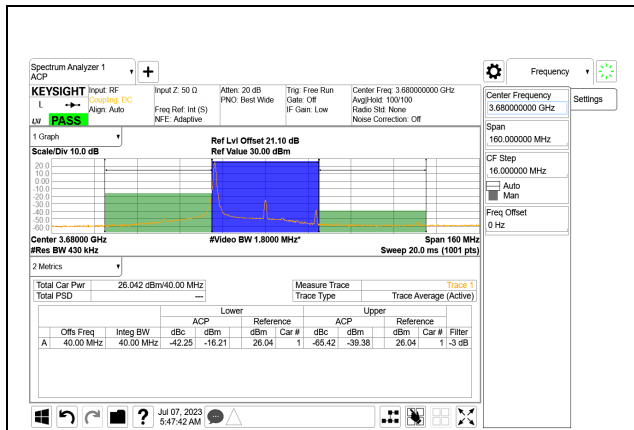 Spectrum Analyzer 1
ACP
Frequency
KEYSIGHT
L
LXI
PASS
Input: RF
Coupling: DC
Align: Auto
Input Z: 50 Ω
Freq Ref: Int (S)
NFE: Adaptive
Atten: 20 dB
PNO: Best Wide
Trig: Free Run
Gate: Off
IF Gain: Low
Center Freq: 3.680000000 GHz
Avg|Hold: 100/100
Radio Std: None
Noise Correction: Off
Center Frequency
3.680000000 GHz
Settings
Span
160.000000 MHz
CF Step
16.000000 MHz
Auto
Man
Freq Offset
0 Hz
1 Graph
Scale/Div 10.0 dB
Ref Lvl Offset 21.10 dB
Ref Value 30.00 dBm
20.0
10.0
0.00
-10.0
-20.0
-30.0
-40.0
-50.0
-60.0
Center 3.68000 GHz
#Video BW 1.8000 MHz*
Span 160 MHz
#Res BW 430 kHz
Sweep 20.0 ms (1001 pts)
2 Metrics
Total Car Pwr 26.042 dBm/40.00 MHz
Total PSD ---
Measure Trace Trace 1
Trace Type Trace Average (Active)
Lower Upper
ACP Reference ACP Reference
Offs Freq Integ BW dBc dBm dBm Car # dBc dBm dBm Car # Filter
A 40.00 MHz 40.00 MHz -42.25 -16.21 26.04 1 -65.42 -39.38 26.04 1 -3 dB
Jul 07, 2023
5:47:42 AM